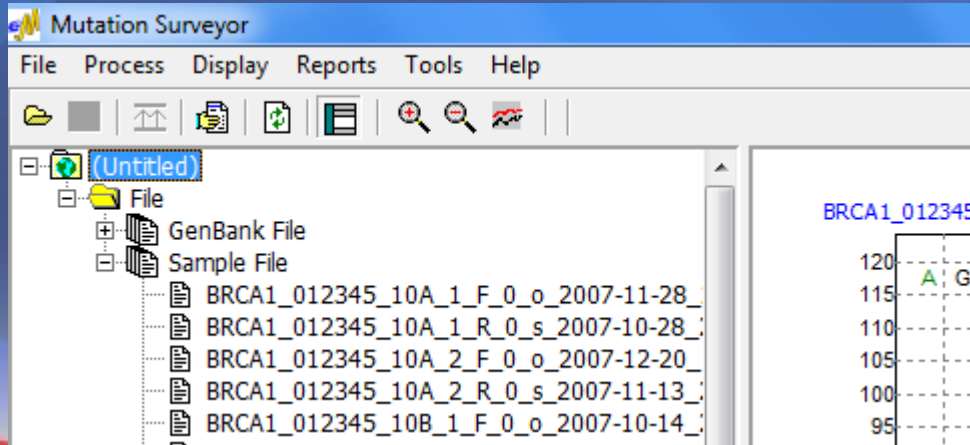 Mutation Surveyor
File Process Display Reports Tools Help
(Untitled)
File
GenBank File
Sample File
BRCA1_012345_10A_1_F_0_o_2007-11-28_
BRCA1_012345_10A_1_R_0_s_2007-10-28_
BRCA1_012345_10A_2_F_0_o_2007-12-20_
BRCA1_012345_10A_2_R_0_s_2007-11-13_
BRCA1_012345_10B_1_F_0_o_2007-10-14_
BRCA1_012345
120
A G
115
110
105
100
95